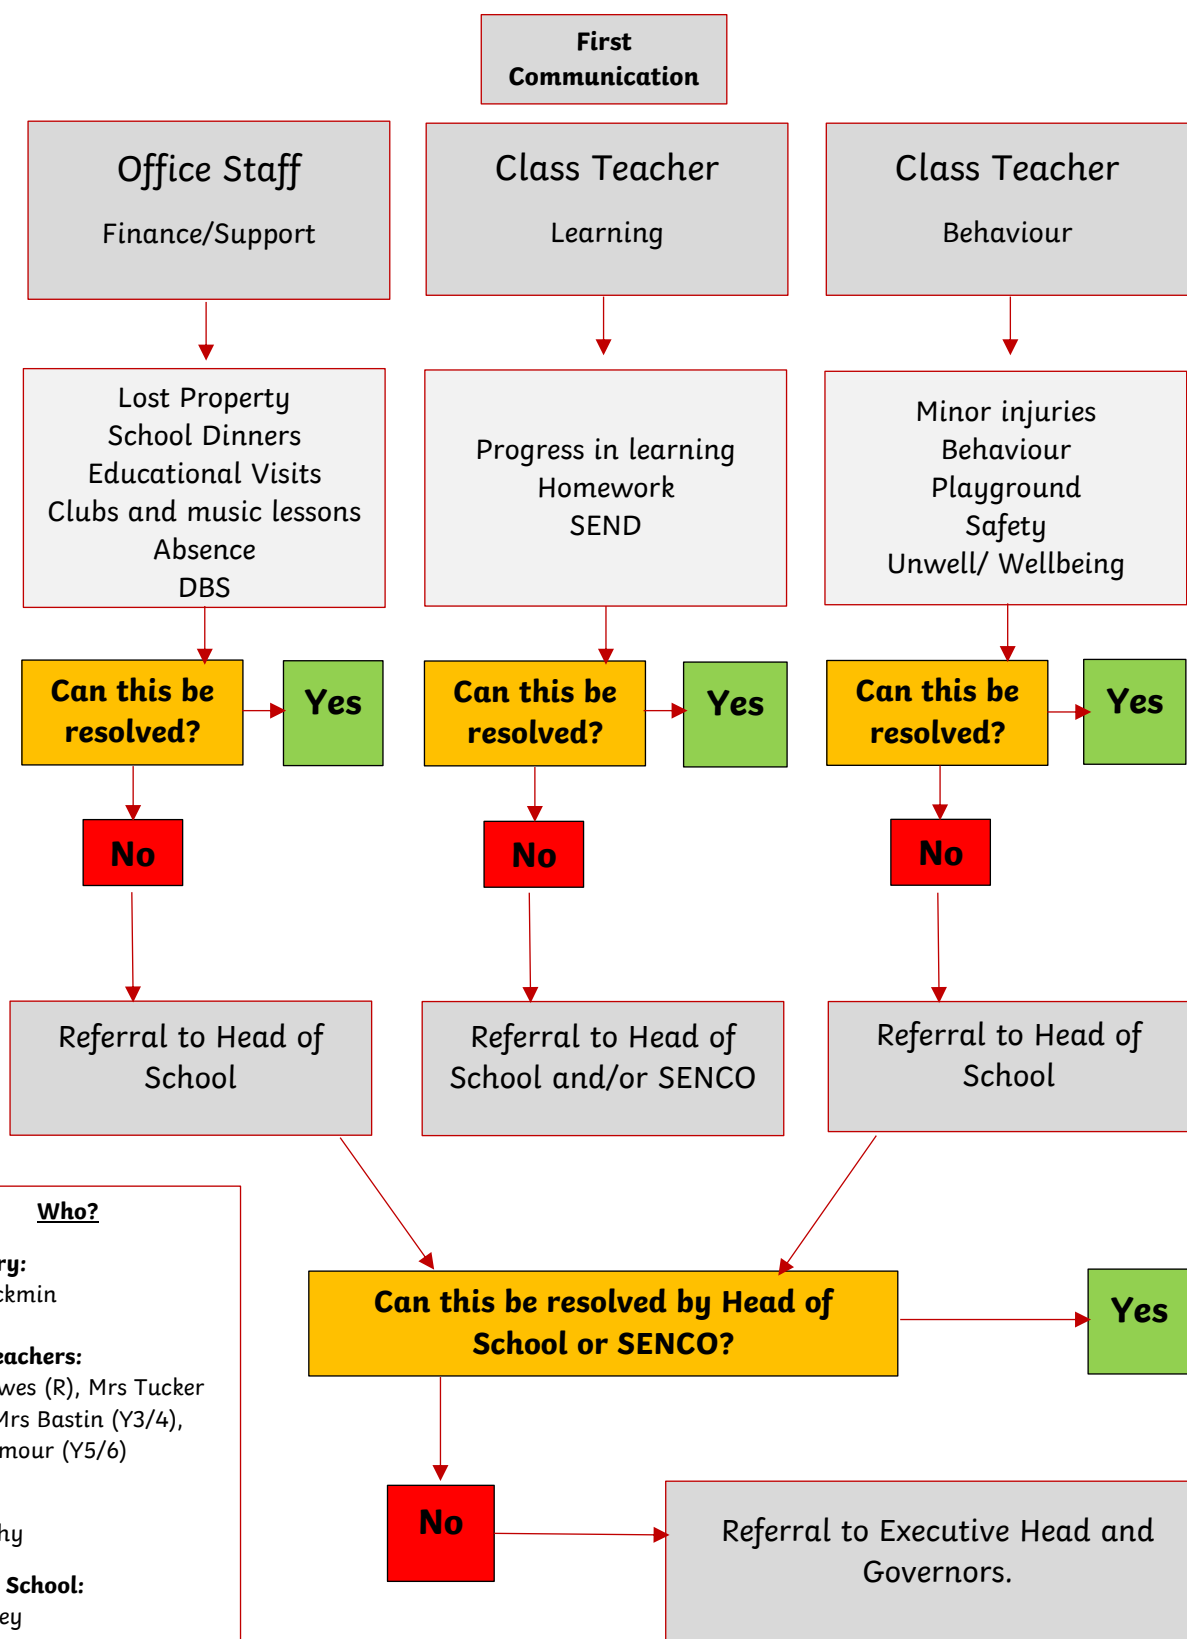 First
Communication
Office Staff
Finance/Support
Class Teacher
Learning
Class Teacher
Behaviour
Lost Property
School Dinners
Educational Visits
Clubs and music lessons
Absence
DBS
Progress in learning
Homework
SEND
Minor injuries
Behaviour
Playground
Safety
Unwell/ Wellbeing
Can this be
resolved?
Yes
Can this be
resolved?
Yes
Can this be
resolved?
Yes
No
No
No
Referral to Head of
School
Referral to Head of
School and/or SENCO
Referral to Head of
School
Who?
(R), Mrs Tucker
Mrs Bastin (Y3/4),
(Y5/6)
School:
Can this be resolved by Head of
School or SENCO?
Yes
No
Referral to Executive Head and
Governors.